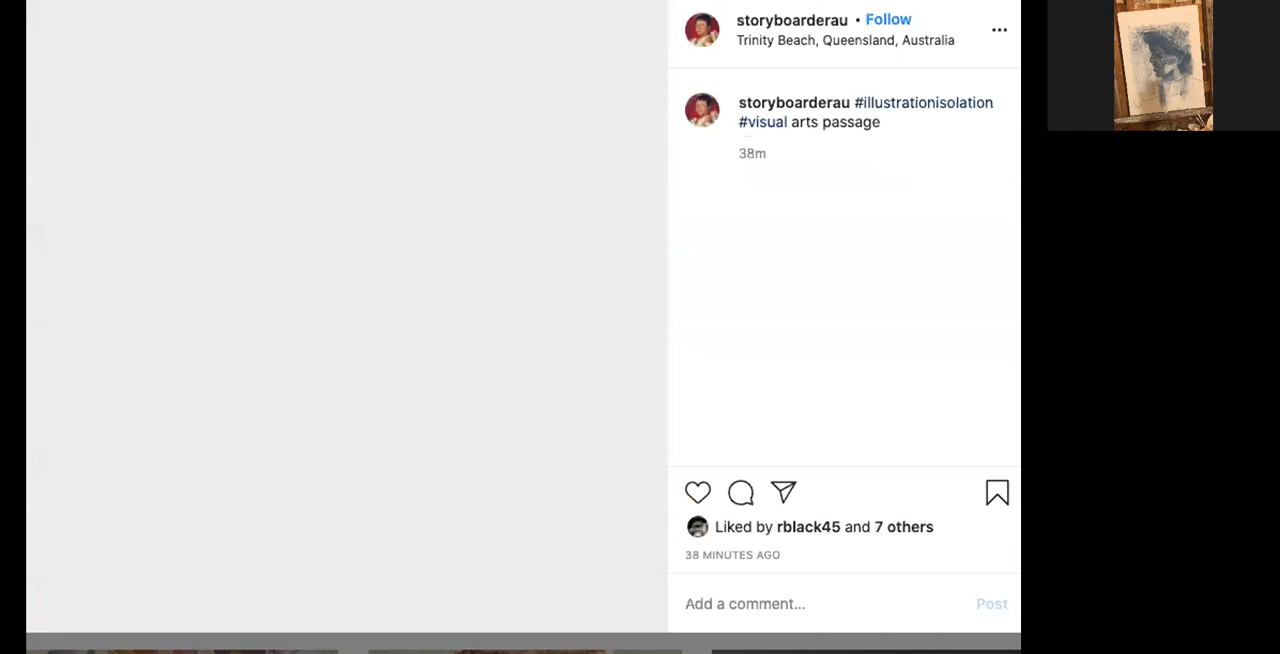 storyboarderau • Follow
Trinity Beach, Queensland, Australia
storyboarderau #illustrationisolation
#visual arts passage
38m
Liked by rblack45 and 7 others
38 MINUTES AGO
Add a comment... Post